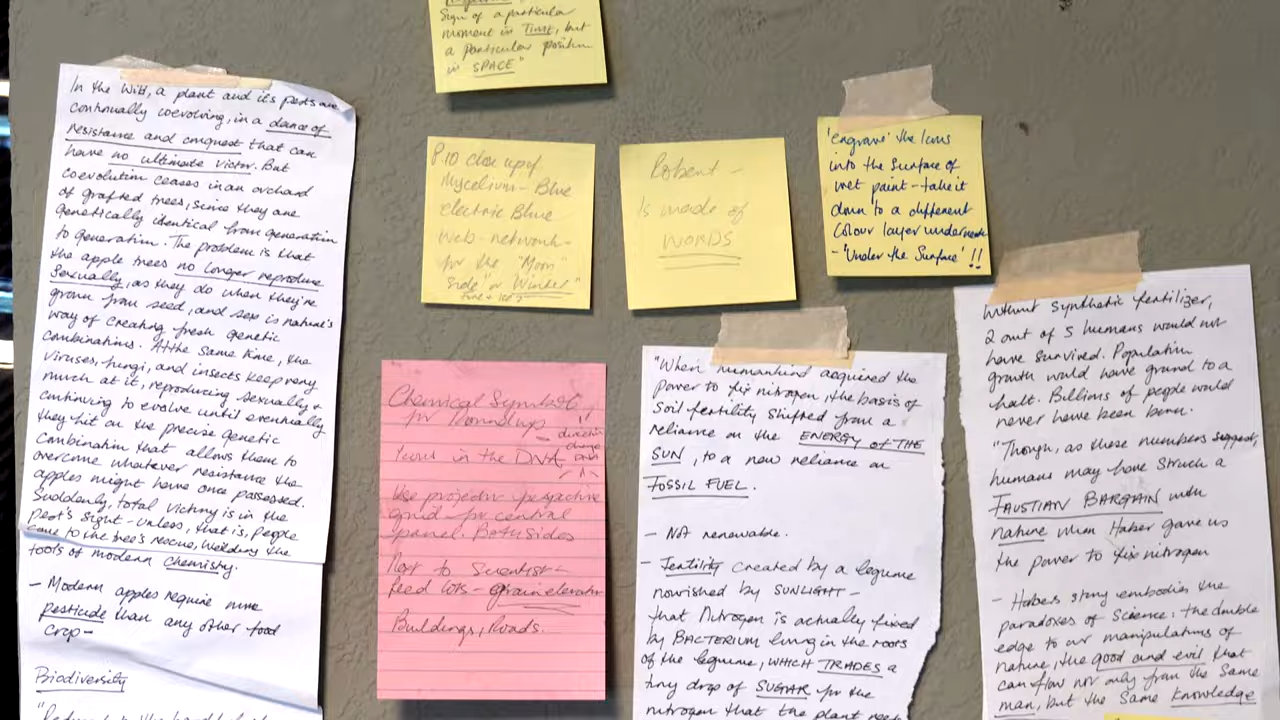 Sign of a particular
moment in TIME, but
a particular position
in SPACE"
In the Wild, a plant and its pests are
continually coevolving, in a dance of
resistance and conquest that can
have no ultimate victor. But
coevolution ceases in an orchard
of grafted trees, since they are
genetically identical from generation
to generation. The problem is that
the apple trees no longer reproduce
sexually, as they do when they're
grown from seed, and sex is nature's
way of creating fresh genetic
combinations. At the same time, the
viruses, fungi, and insects keep very
much at it, reproducing sexually +
continuing to evolve until eventually
they hit on the precise genetic
combination that allows them to
overcome whatever resistance the
apples might have once possessed.
Suddenly, total victory is in the
pest's sight - unless, that is, people
come to the tree's rescue, wielding the
tools of modern Chemistry.
- Modern apples require more
pesticide than any other food
crop -
Biodiversity
P.10 close up of
Mycelium - Blue
electric Blue
web-network-
for the "Moon"
side" or Winter"
Robert -
Is made of
WORDS
'engrave' the Icons
into the Surface of
wet paint - take it
down to a different
colour layer underneath
- 'Under the Surface' !!
Chemical Symbol
for Roundup
Icons in the DNA
direction
change
DNA
Use projector perspective
grid - for central
panel. Both sides
Next to Scientist -
feed lots - grain elevator
Buildings, Roads.
"When humankind acquired the
power to fix nitrogen, the basis of
Soil fertility shifted from a
reliance on the ENERGY OF THE
SUN, to a new reliance on
FOSSIL FUEL.
- Not renewable.
- Fertility created by a legume
nourished by SUNLIGHT -
that Nitrogen is actually fixed
by BACTERIUM living in the roots
of the legume, WHICH TRADES a
tiny drop of SUGAR for the
nitrogen that the plant
Without synthetic fertilizer,
2 out of 5 humans would not
have survived. Population
growth would have ground to a
halt. Billions of people would
never have been born.
"Though, as these numbers suggest,
humans may have struck a
FAUSTIAN BARGAIN with
nature when Haber gave us
the power to fix nitrogen
- Habers story embodies the
paradoxes of Science: the double
edge to our manipulations of
nature, the good and evil that
can flow not only from the same
man, but the same knowledge